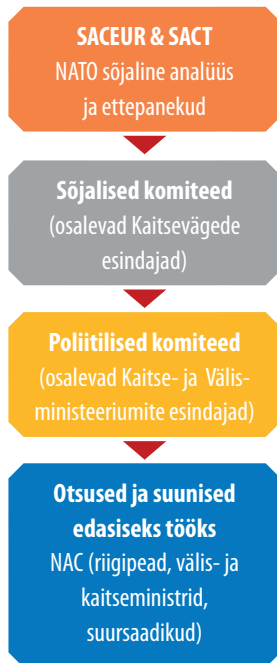 SACEUR & SACT
NATO sõjaline analüüs
ja ettepanekud
Sõjalised komiteed
(osalevad Kaitsevägede
esindajad)
Poliitilised komiteed
(osalevad Kaitse- ja Välis-
ministeeriumite esindajad)
Otsused ja suunised
edasiseks tööks
NAC (riigipead, välis- ja
kaitseministrid,
suursaadikud)